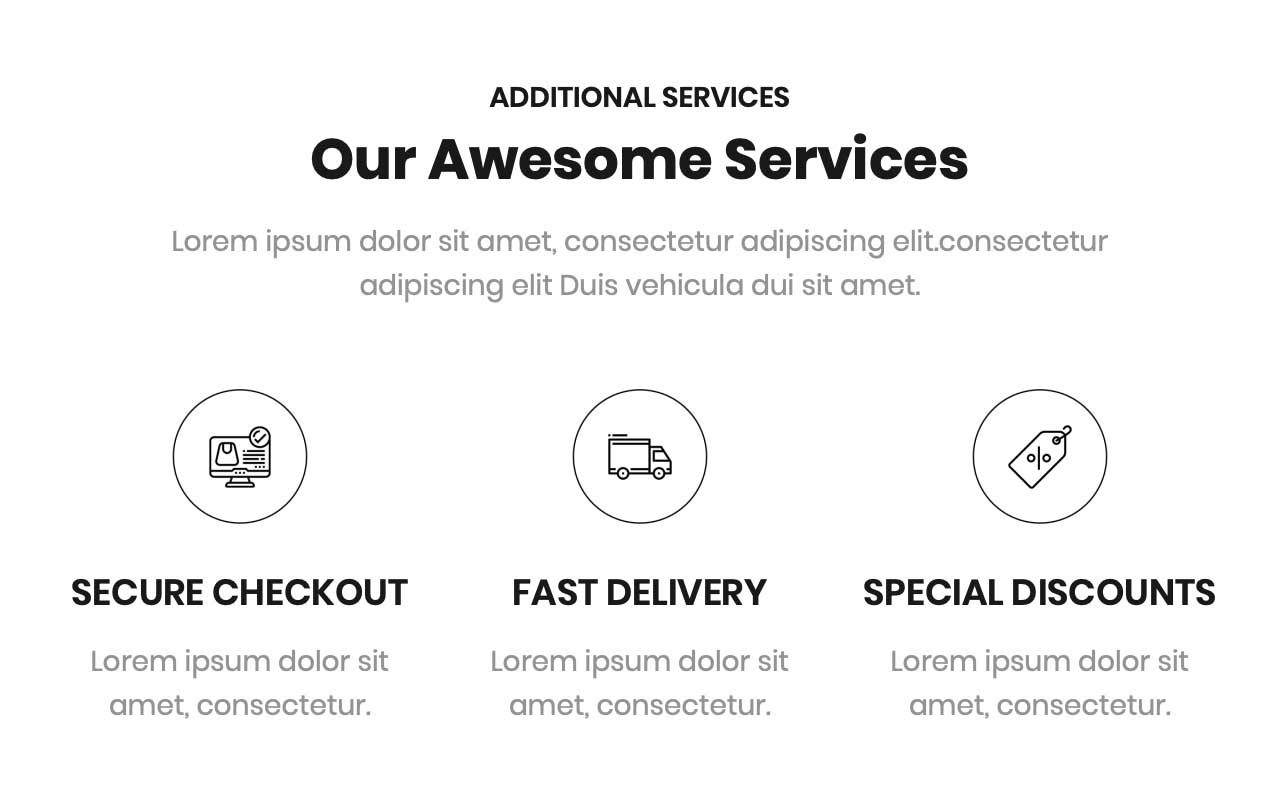 ADDITIONAL SERVICES
Our Awesome Services
Lorem ipsum dolor sit amet, consectetur adipiscing elit.consectetur
adipiscing elit Duis vehicula dui sit amet.
SECURE CHECKOUT
Lorem ipsum dolor sit
amet, consectetur.
FAST DELIVERY
Lorem ipsum dolor sit
amet, consectetur.
SPECIAL DISCOUNTS
Lorem ipsum dolor sit
amet, consectetur.